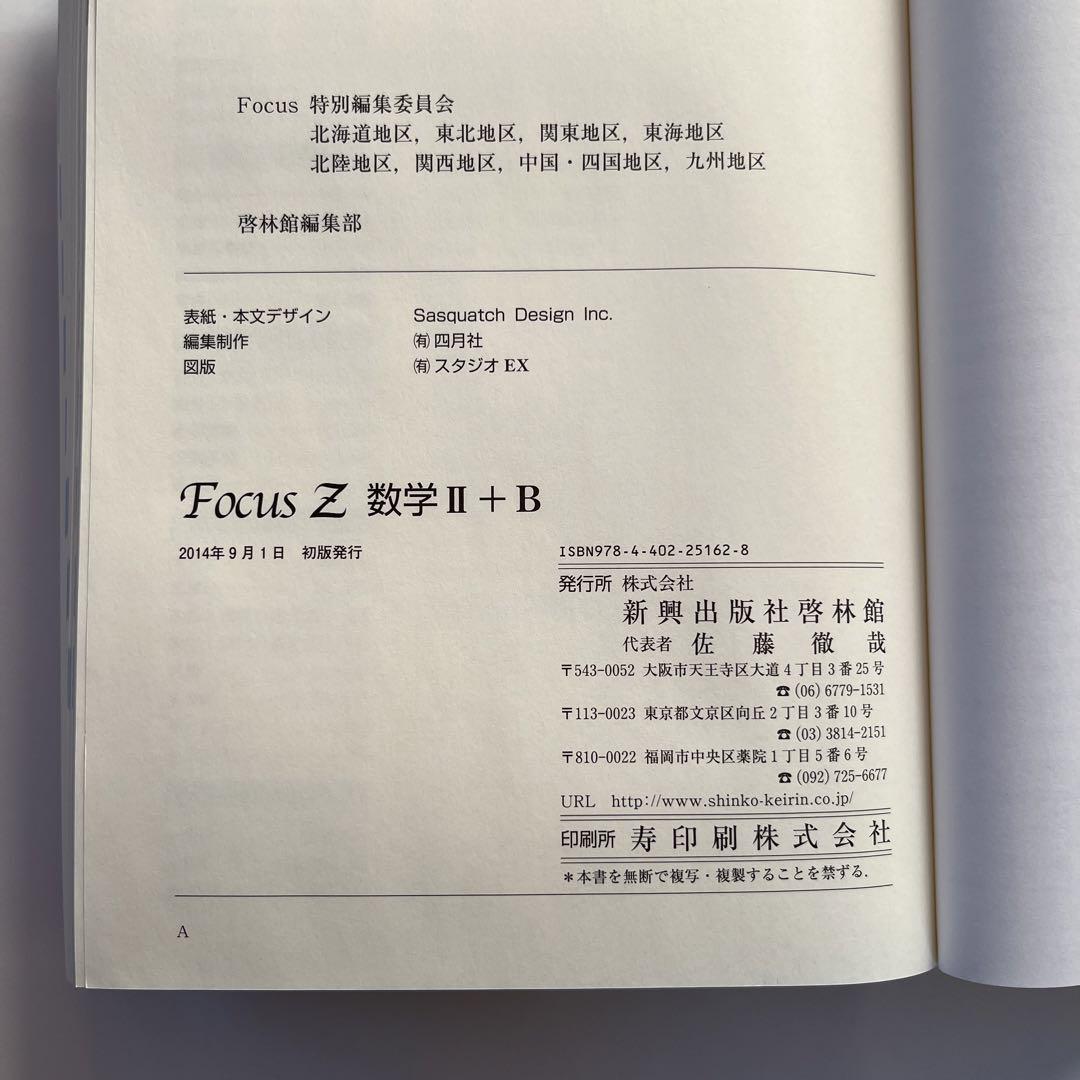 Focus 特別編集委員会
北海道地区，東北地区，関東地区，東海地区
北陸地区，関西地区，中国・四国地区，九州地区
啓林館編集部
表紙・本文デザイン Sasquatch Design Inc.
編集制作 ㈲四月社
図版 ㈲スタジオ EX
Focus Z 数学Ⅱ＋B
2014年9月1日 初版発行
ISBN978-4-402-25162-8
発行所 株式会社
新興出版社啓林館
代表者 佐藤徹哉
〒543-0052 大阪市天王寺区大道4丁目3番25号
☎(06)6779-1531
〒113-0023 東京都文京区向丘2丁目3番10号
☎(03)3814-2151
〒810-0022 福岡市中央区薬院1丁目5番6号
☎(092)725-6677
URL http://www.shinko-keirin.co.jp/
印刷所 寿印刷株式会社
＊本書を無断で複写・複製することを禁ずる．
A